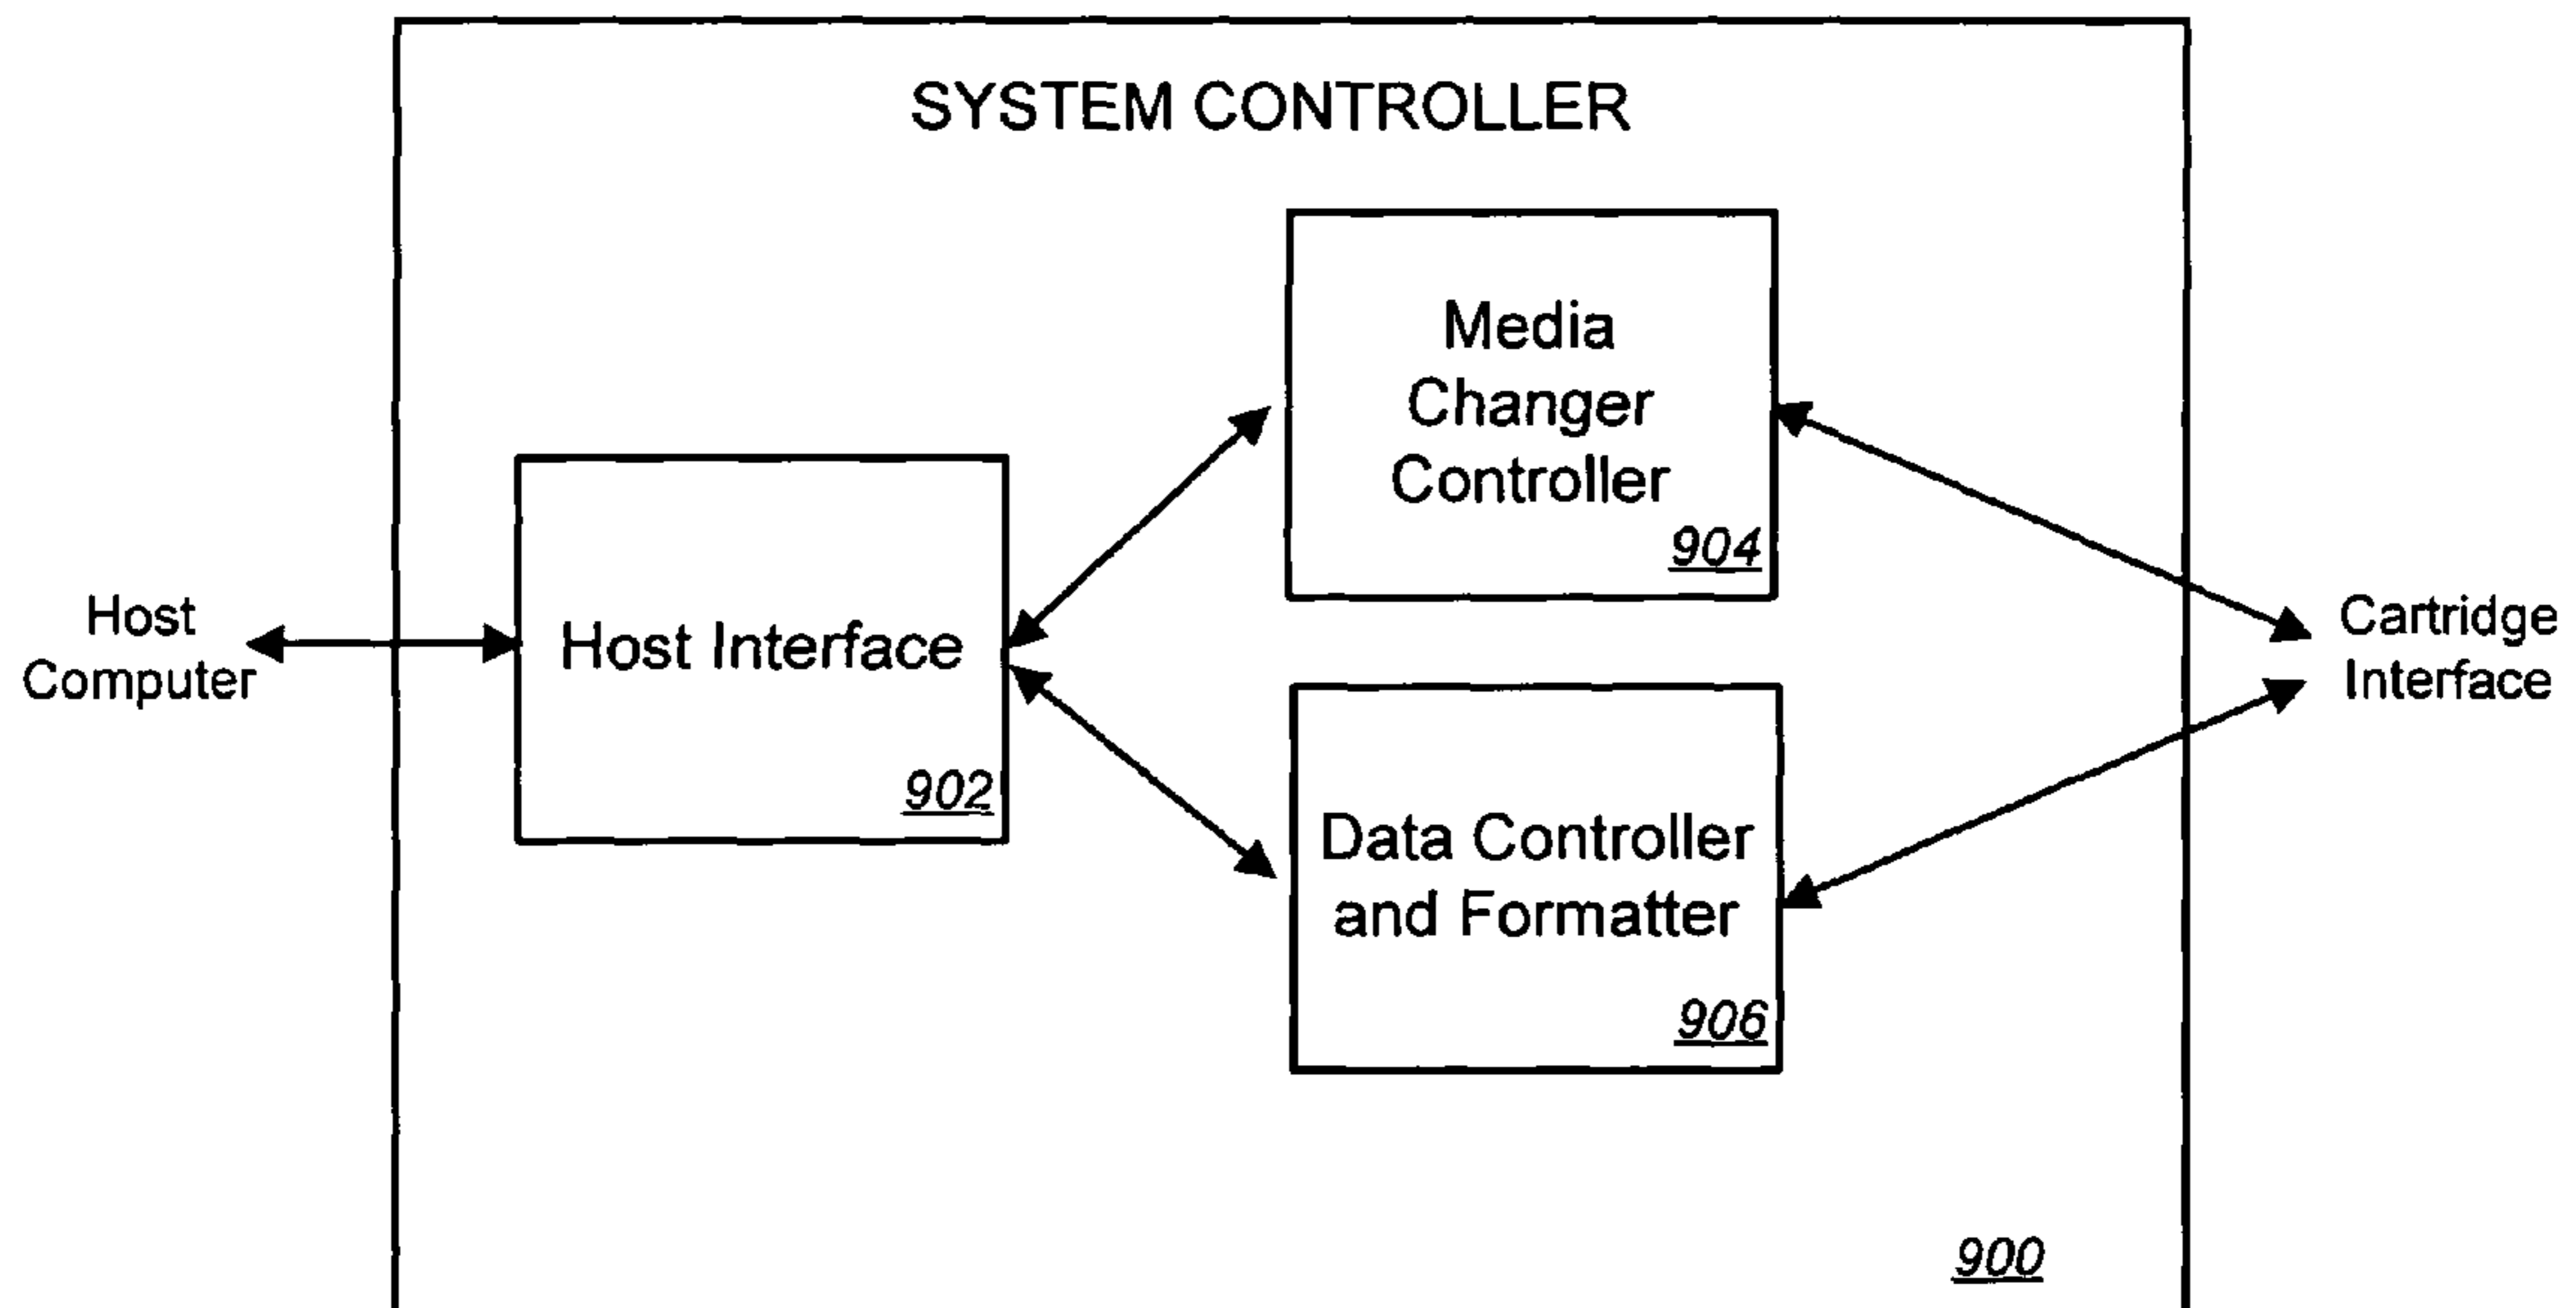 SYSTEM CONTROLLER
Media
Changer
Controller
904
Host
Computer
Host Interface
902
Cartridge
Interface
Data Controller
and Formatter
906
900